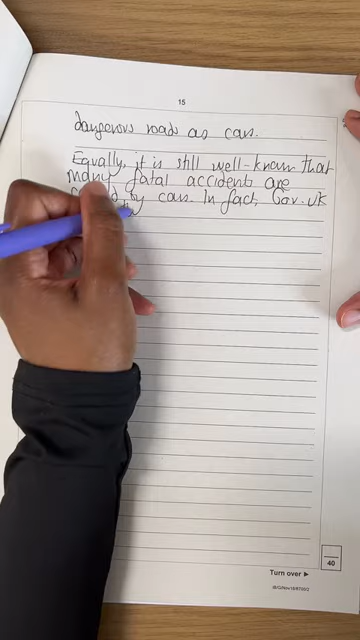 15
dangerous roads as cars.
Equally, it is still well-known that
many fatal accidents are
by cars. In fact, Gov.uk
Turn over ►
40